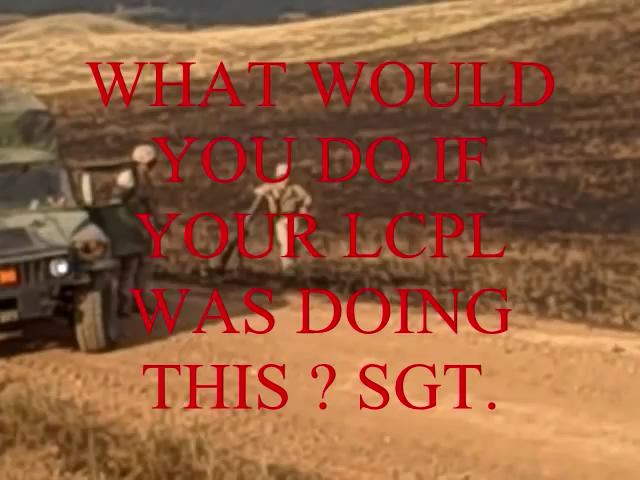 WHAT WOULD
YOU DO IF
YOUR LCPL
WAS DOING
THIS ? SGT.